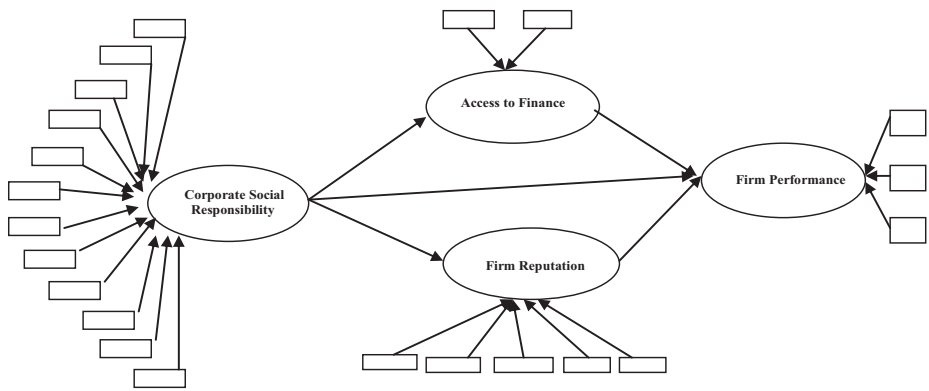 Access to Finance
Corporate Social
Responsibility
Firm Performance
Firm Reputation